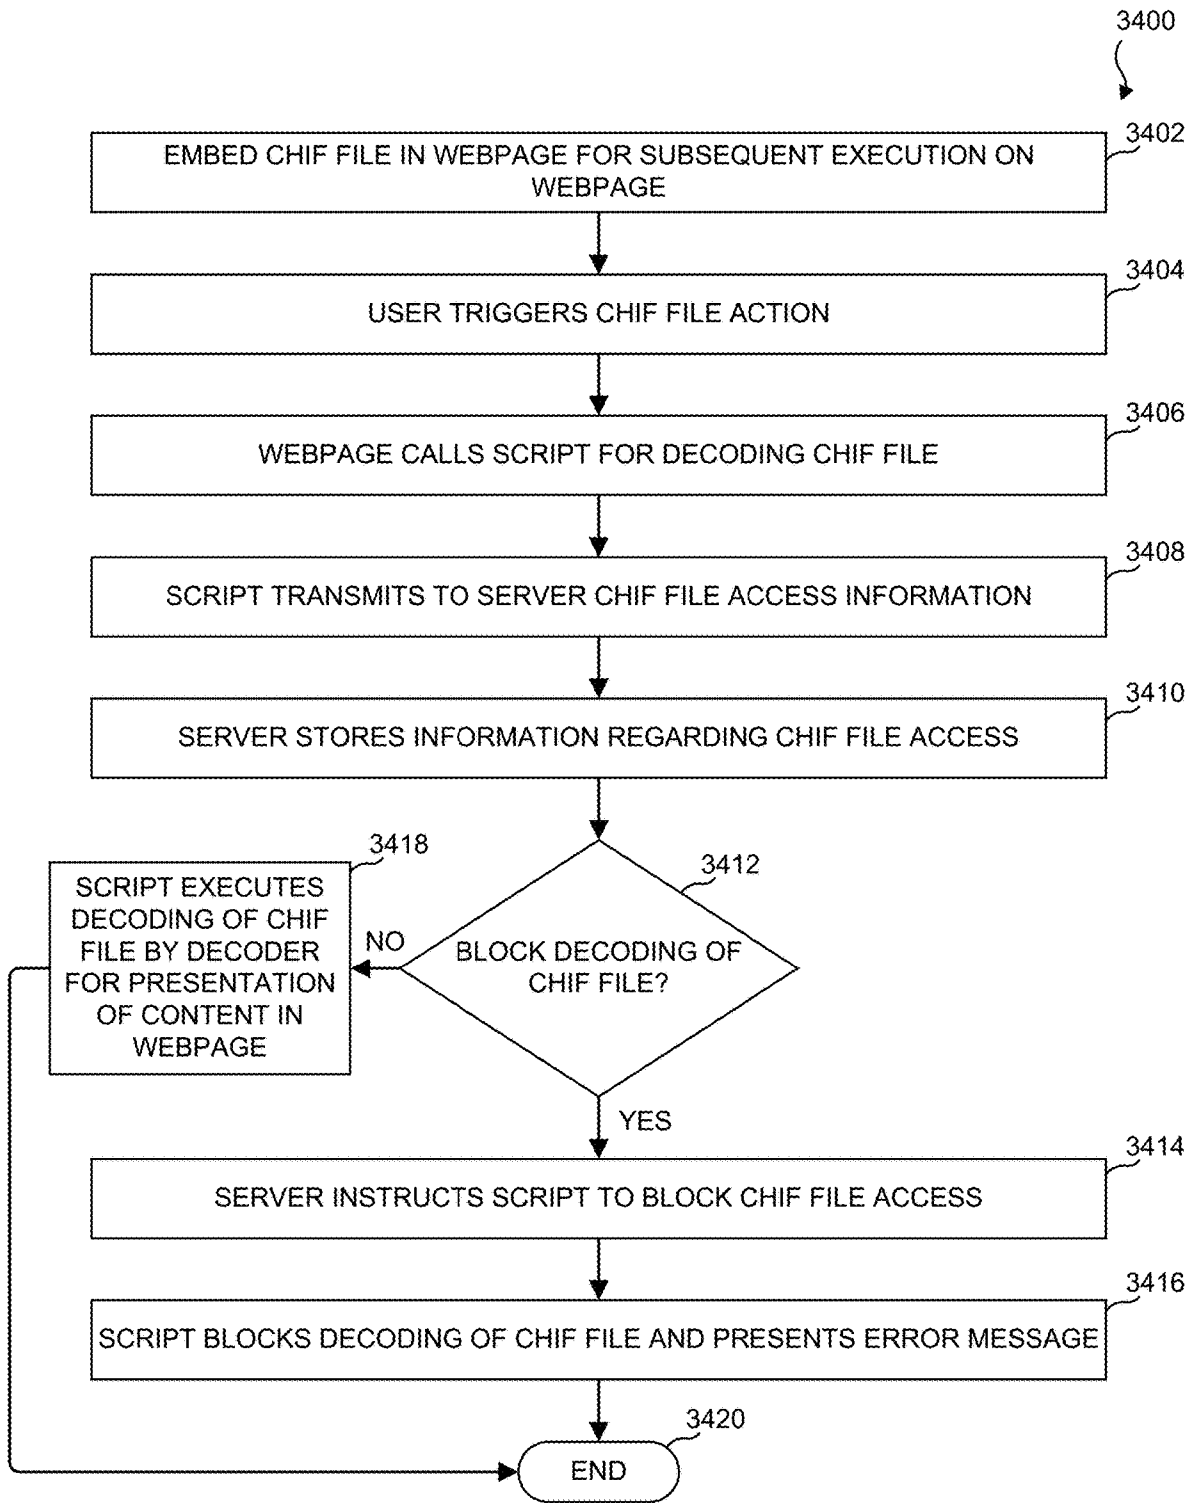 3400
3402
EMBED CHIF FILE IN WEBPAGE FOR SUBSEQUENT EXECUTION ON
WEBPAGE
3404
USER TRIGGERS CHIF FILE ACTION
3406
WEBPAGE CALLS SCRIPT FOR DECODING CHIF FILE
3408
SCRIPT TRANSMITS TO SERVER CHIF FILE ACCESS INFORMATION
3410
SERVER STORES INFORMATION REGARDING CHIF FILE ACCESS
3418
SCRIPT EXECUTES
DECODING OF CHIF
FILE BY DECODER
FOR PRESENTATION
OF CONTENT IN
WEBPAGE
NO
3412
BLOCK DECODING OF
CHIF FILE?
YES
3414
SERVER INSTRUCTS SCRIPT TO BLOCK CHIF FILE ACCESS
3416
SCRIPT BLOCKS DECODING OF CHIF FILE AND PRESENTS ERROR MESSAGE
3420
END